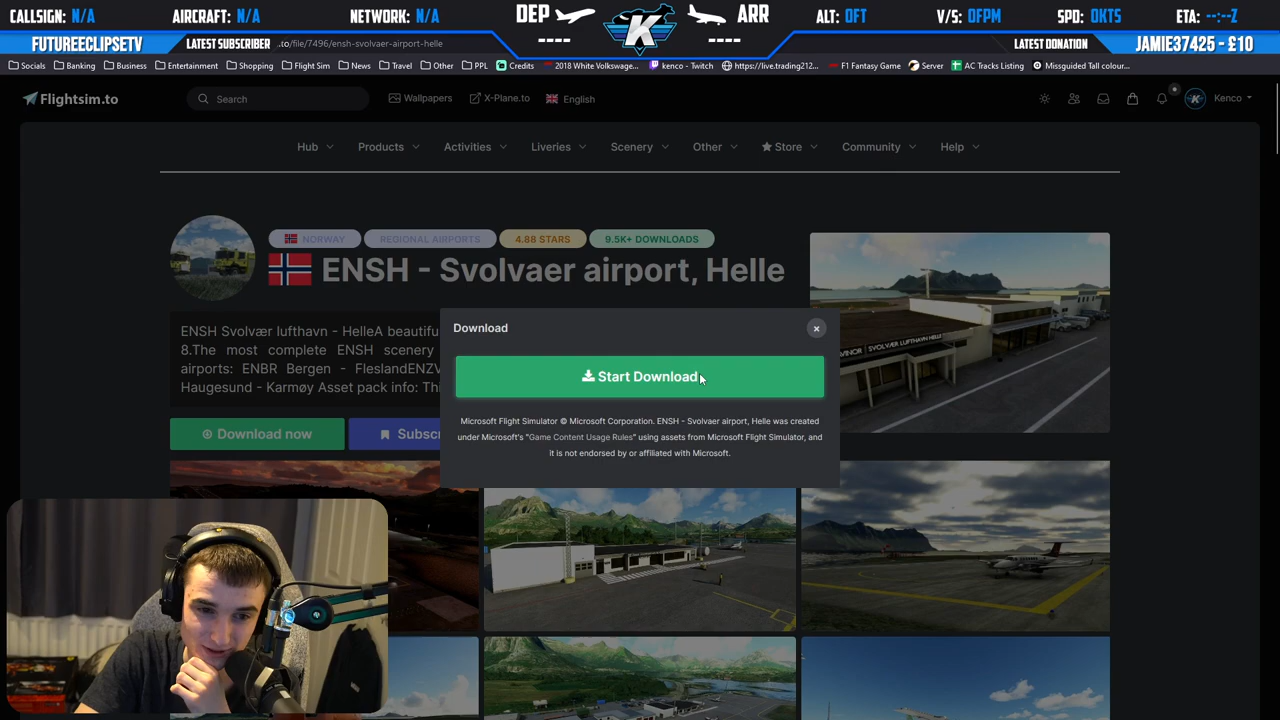 CALLSIGN: N/A
AIRCRAFT: N/A
NETWORK: N/A
DEP
----
K
ARR
----
ALT: 0FT
V/S: 0FPM
SPD: 0KTS
ETA: --:--Z
FUTUREECLIPSETV
LATEST SUBSCRIBER
.to/file/7496/ensh-svolvaer-airport-helle
LATEST DONATION
JAMIE37425 - £10
Socials
Banking
Business
Entertainment
Shopping
Flight Sim
News
Travel
Other
PPL
Credits
2018 White Volkswage...
kenco - Twitch
https://live.trading212...
F1 Fantasy Game
Server
AC Tracks Listing
Missguided Tall colour...
Flightsim.to
Search
Wallpapers
X-Plane.to
English
Kenco
Hub
Products
Activities
Liveries
Scenery
Other
Store
Community
Help
NORWAY
REGIONAL AIRPORTS
4.88 STARS
9.5K+ DOWNLOADS
ENSH - Svolvaer airport, Helle
ENSH Svolvær lufthavn - HelleA beautifu
8.The most complete ENSH scenery
airports: ENBR Bergen - FleslandENZV
Haugesund - Karmøy Asset pack info: Thi
Download now
Subscr
Download
Start Download
Microsoft Flight Simulator © Microsoft Corporation. ENSH - Svolvaer airport, Helle was created
under Microsoft's "Game Content Usage Rules" using assets from Microsoft Flight Simulator, and
it is not endorsed by or affiliated with Microsoft.
AVINOR SVOLVÆR LUFTHAVN HELLE